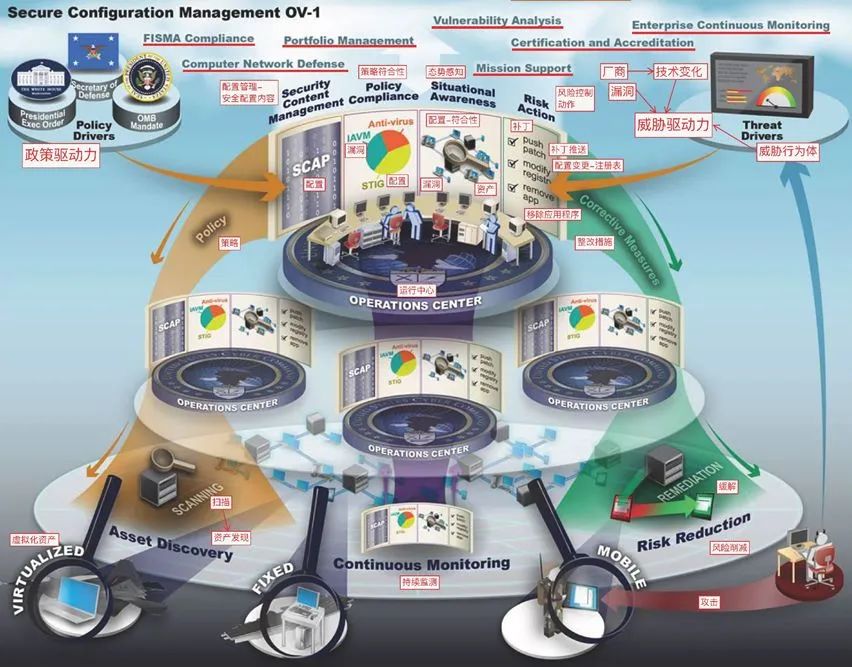 Secure Configuration Management OV-1
Vulnerability Analysis
Enterprise Continuous Monitoring
FISMA Compliance
Portfolio Management
Certification and Accreditation
Computer Network Defense
Mission Support
Secretary of Defense
THE WHITE HOUSE
Presidential Exec Order
OMB Mandate
Policy Drivers
政策驱动力
配置管理-
安全配置内容
策略符合性
态势感知
风险控制
动作
Security Content Management
Policy Compliance
Situational Awareness
Risk Action
厂商
技术变化
漏洞
威胁驱动力
Threat Drivers
威胁行为体
SCAP
配置
Anti-virus
IAVM
漏洞
STIG
配置
配置-符合性
漏洞
资产
补丁
push patch
modify registry
remove app
补丁推送
配置变更-注册表
移除应用程序
Policy
策略
Corrective Measures
整改措施
运行中心
OPERATIONS CENTER
SCAP
Anti-virus
IAVM
STIG
push patch
modify registry
remove app
OPERATIONS CENTER
SCAP
Anti-virus
IAVM
STIG
push patch
modify registry
remove app
OPERATIONS CENTER
SCAP
Anti-virus
IAVM
STIG
push patch
modify registry
remove app
OPERATIONS CENTER
SCANNING
扫描
Asset Discovery
资产发现
REMEDIATION
缓解
Risk Reduction
风险削减
SCAP
Continuous Monitoring
持续监测
虚拟化资产
VIRTUALIZED
FIXED
MOBILE
攻击